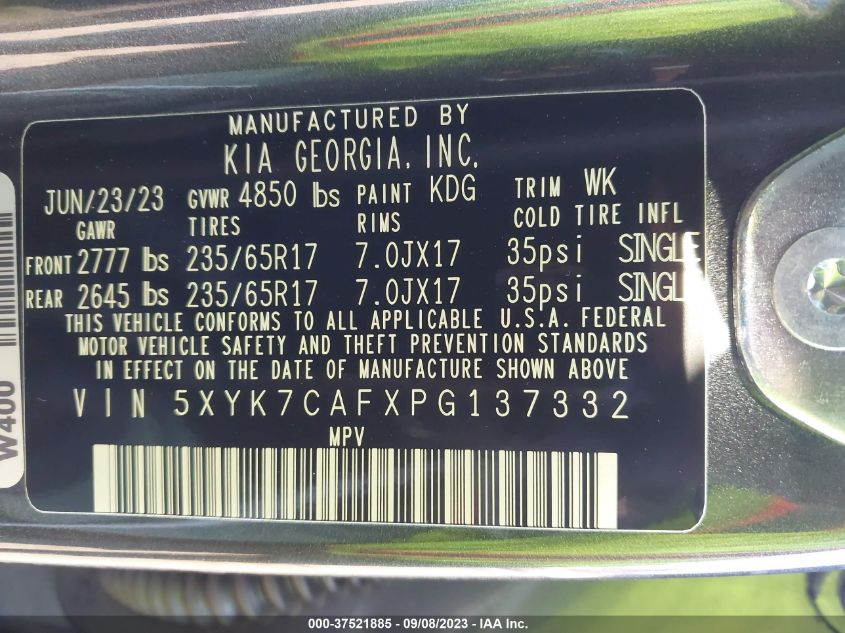 MANUFACTURED BY
KIA GEORGIA, INC.
JUN/23/23 GVWR 4850 lbs PAINT KDG TRIM WK
GAWR TIRES RIMS COLD TIRE INFL
FRONT 2777 lbs 235/65R17 7.0JX17 35psi SINGLE
REAR 2645 lbs 235/65R17 7.0JX17 35psi SINGLE
THIS VEHICLE CONFORMS TO ALL APPLICABLE U.S.A. FEDERAL
MOTOR VEHICLE SAFETY AND THEFT PREVENTION STANDARDS
IN EFFECT ON THE DATE OF MANUFACTURE SHOWN ABOVE
VIN 5XYK7CAFXPG137332
MPV
W400
000-37521885 - 09/08/2023 - IAA Inc.